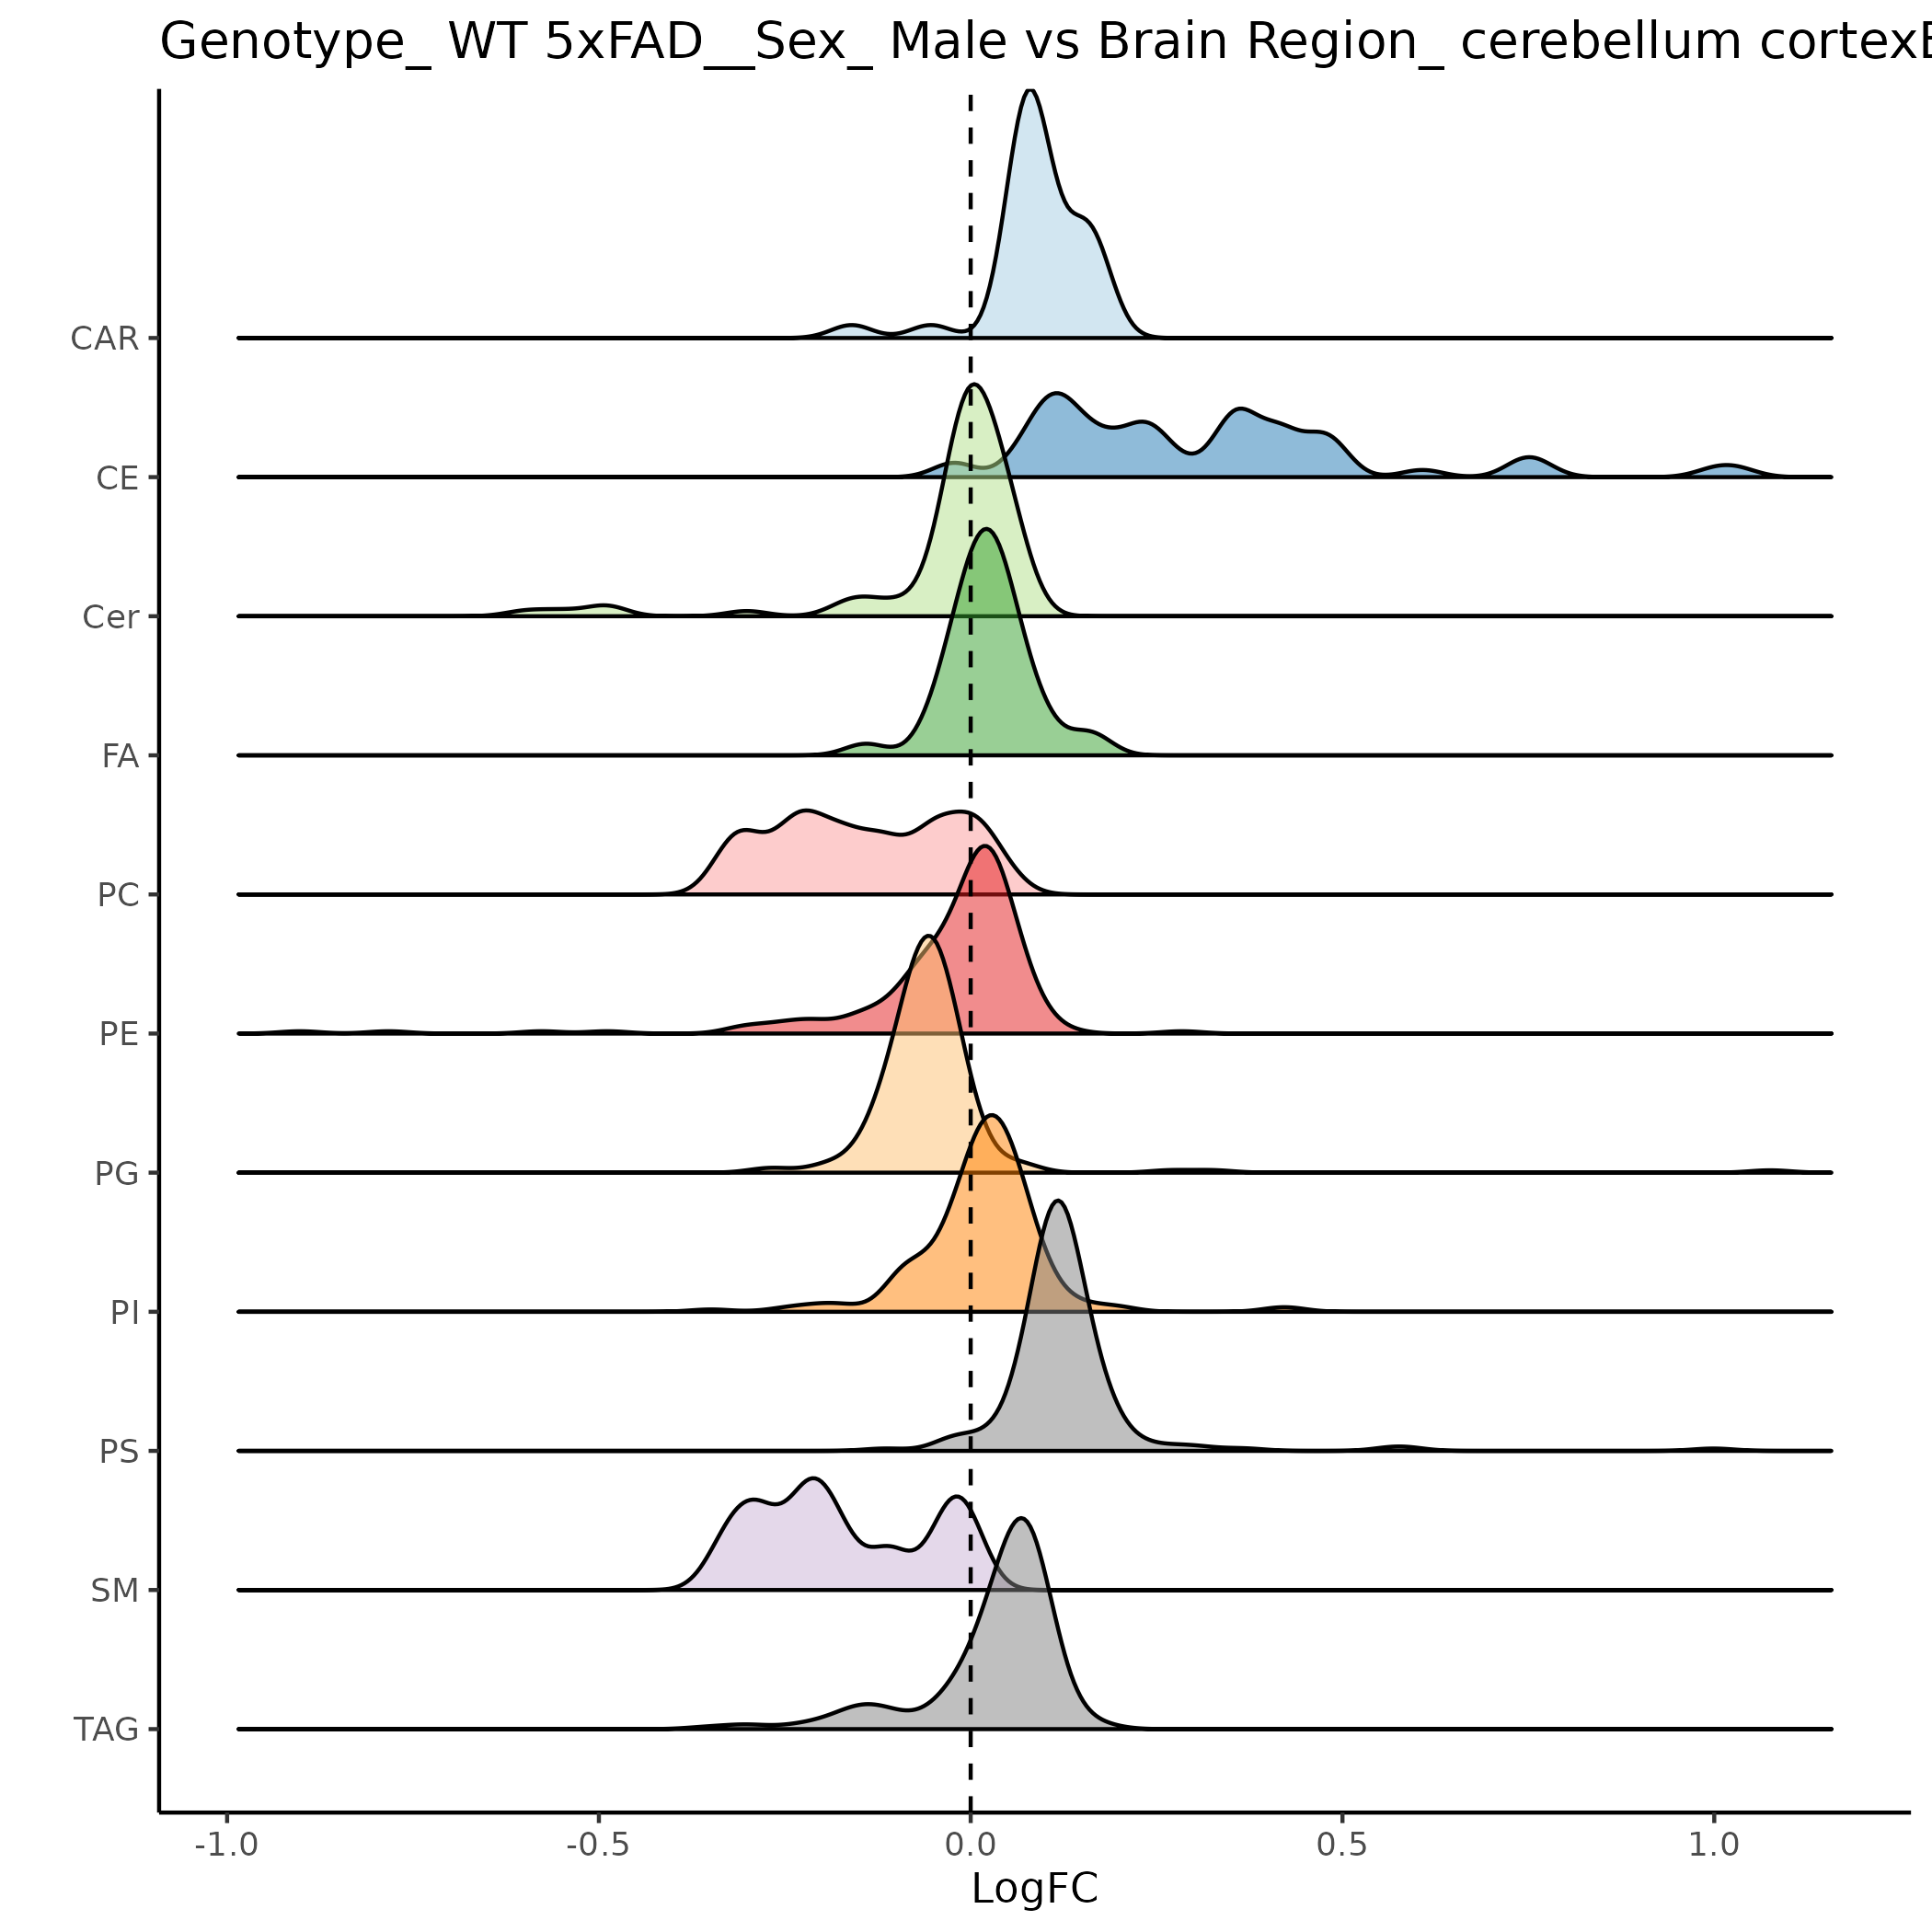 Genotype_ WT 5xFAD__Sex_ Male vs Brain Region_ cerebellum cortex
CAR
CE
Cer
FA
PC
PE
PG
PI
PS
SM
TAG
-1.0 -0.5 0.0 0.5 1.0
LogFC